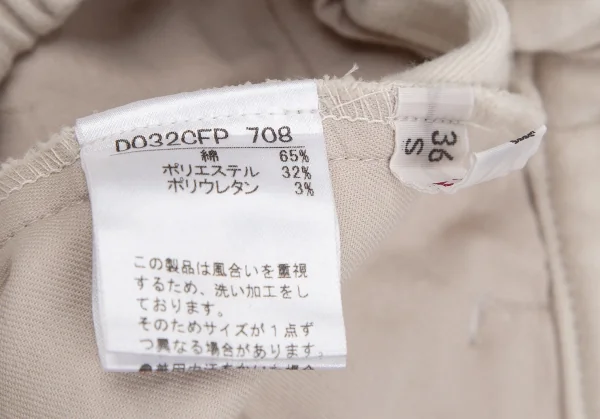 D032CFP 708
綿 65%
ポリエステル 32%
ポリウレタン 3%
この製品は風合いを重視
するため、洗い加工をし
ております。
そのためサイズが1点ず
つ異なる場合があります。
36
S